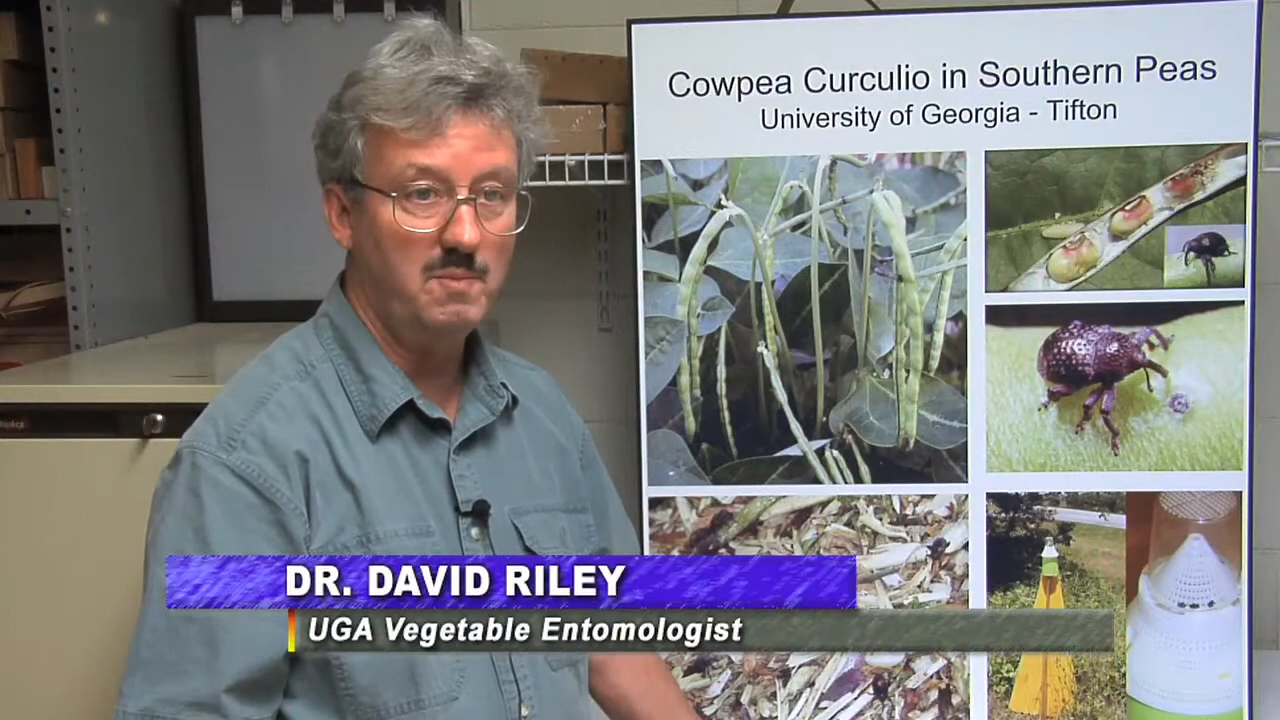 Cowpea Curculio in Southern Peas
University of Georgia - Tifton
DR. DAVID RILEY
UGA Vegetable Entomologist